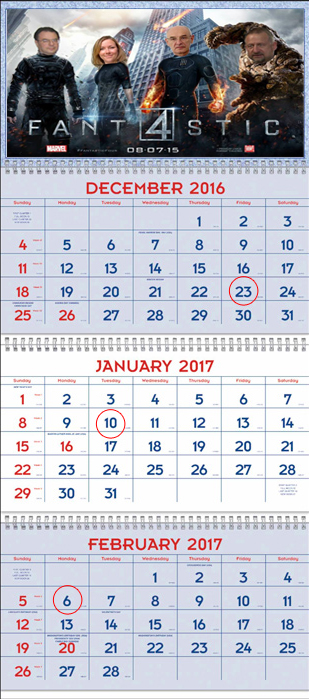 FANT4STIC
MARVEL
08-07-15
DECEMBER 2016
Sunday Monday Tuesday Wednesday Thursday Friday Saturday
1 2 3
4 5 6 7 8 9 10
11 12 13 14 15 16 17
18 19 20 21 22 23 24
25 26 27 28 29 30 31
JANUARY 2017
Sunday Monday Tuesday Wednesday Thursday Friday Saturday
1 2 3 4 5 6 7
8 9 10 11 12 13 14
15 16 17 18 19 20 21
22 23 24 25 26 27 28
29 30 31
FEBRUARY 2017
Sunday Monday Tuesday Wednesday Thursday Friday Saturday
1 2 3 4
5 6 7 8 9 10 11
12 13 14 15 16 17 18
19 20 21 22 23 24 25
26 27 28